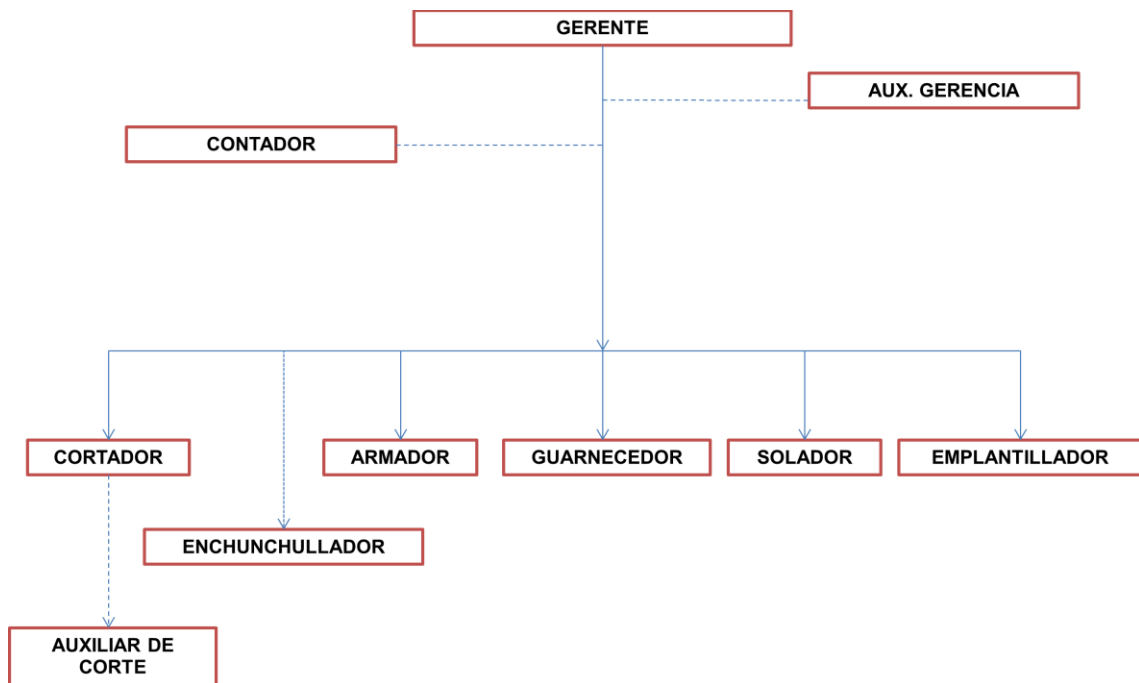 GERENTE
AUX. GERENCIA
CONTADOR
CORTADOR
ARMADOR
GUARNECEDOR
SOLADOR
EMPLANTILLADOR
ENCHUNCHULLADOR
AUXILIAR DE
CORTE